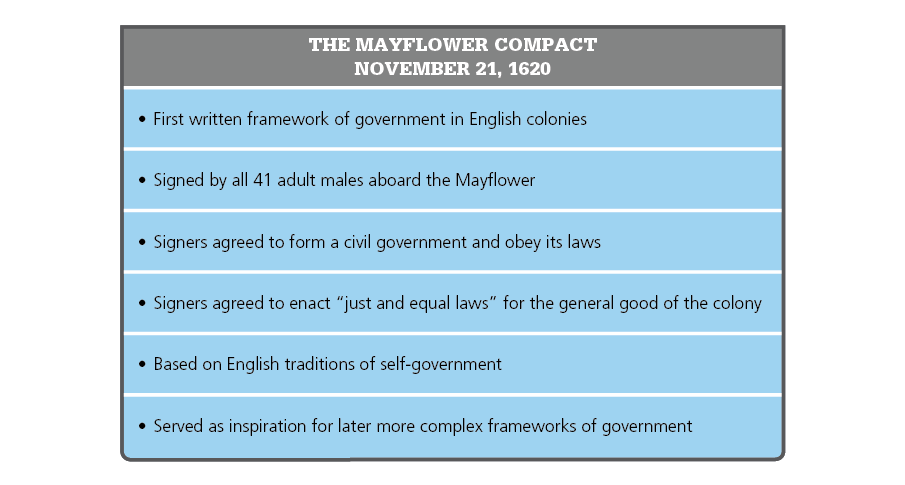 THE MAYFLOWER COMPACT
NOVEMBER 21, 1620
• First written framework of government in English colonies
• Signed by all 41 adult males aboard the Mayflower
• Signers agreed to form a civil government and obey its laws
• Signers agreed to enact “just and equal laws” for the general good of the colony
• Based on English traditions of self-government
• Served as inspiration for later more complex frameworks of government